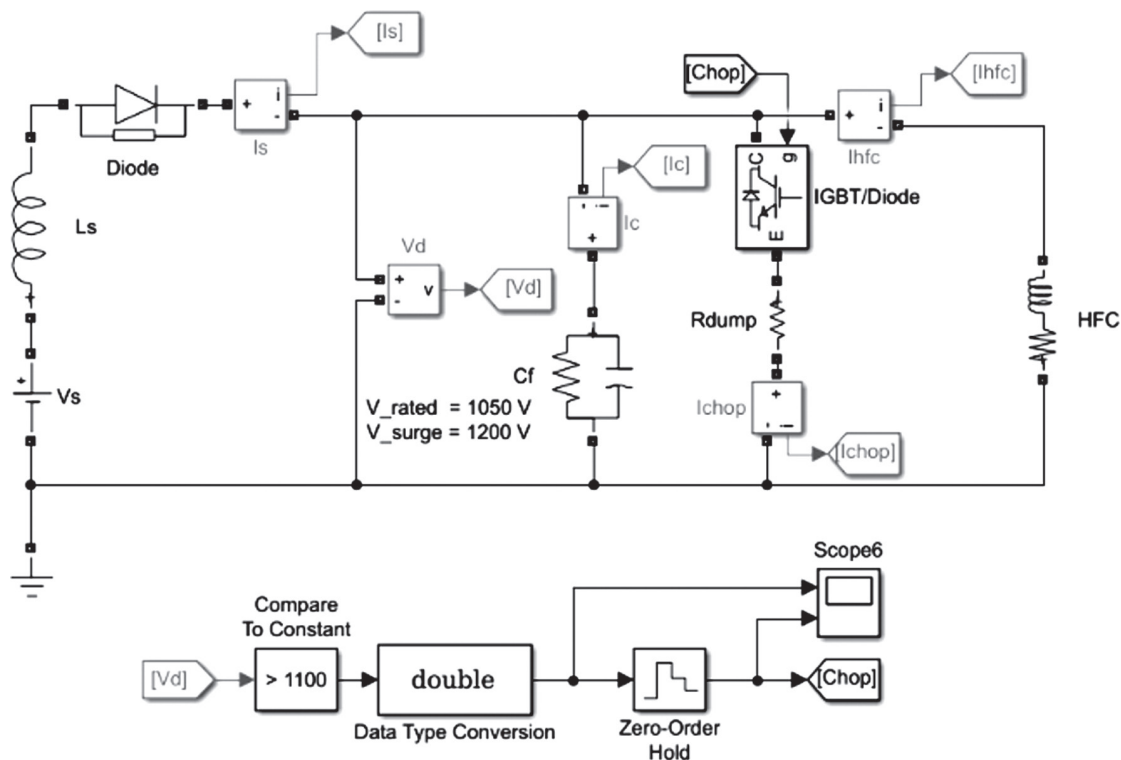 [Is]
[Chop]
[Ihfc]
+
i
-
Is
Diode
+
i
-
Ihfc
[Ic]
C
g
E
IGBT/Diode
-
i
+
Ic
Ls
Vd
+
-
v
[Vd]
+
+
Vs
+
Cf
V_rated = 1050 V
V_surge = 1200 V
Rdump
HFC
Ichop
+
-
i
[Ichop]
Scope6
Compare
To Constant
[Vd]
> 1100
double
[Chop]
Data Type Conversion
Zero-Order
Hold